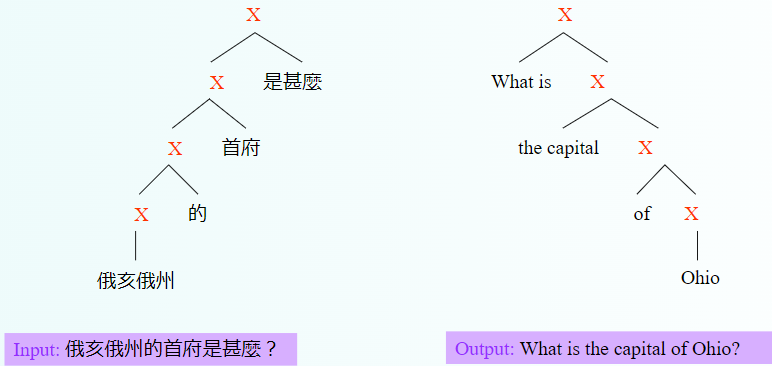 X
X
是甚麼
X
首府
X
的
俄亥俄州
X
What is
X
the capital
X
of
X
Ohio
Input: 俄亥俄州的首府是甚麼？
Output: What is the capital of Ohio?